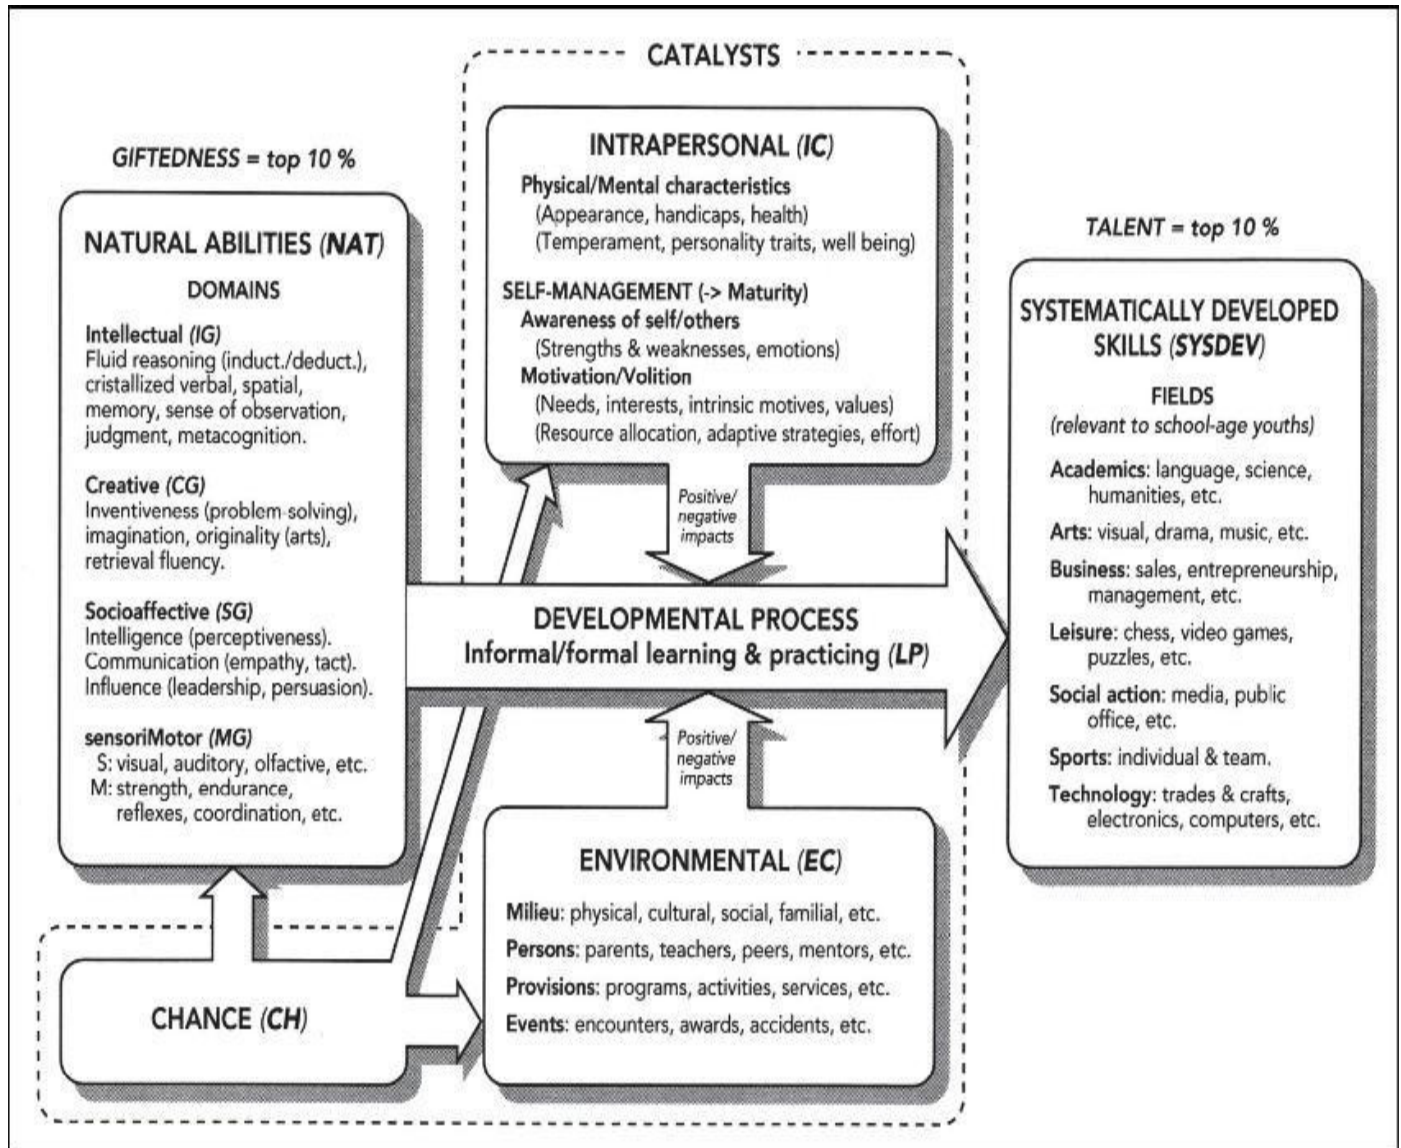 CATALYSTS
GIFTEDNESS = top 10 %
NATURAL ABILITIES (NAT)
DOMAINS
Intellectual (IG)
Fluid reasoning (induct./deduct.),
cristallized verbal, spatial,
memory, sense of observation,
judgment, metacognition.
Creative (CG)
Inventiveness (problem-solving),
imagination, originality (arts),
retrieval fluency.
Socioaffective (SG)
Intelligence (perceptiveness).
Communication (empathy, tact).
Influence (leadership, persuasion).
sensoriMotor (MG)
S: visual, auditory, olfactive, etc.
M: strength, endurance,
reflexes, coordination, etc.
CHANCE (CH)
INTRAPERSONAL (IC)
Physical/Mental characteristics
(Appearance, handicaps, health)
(Temperament, personality traits, well being)
SELF-MANAGEMENT (-> Maturity)
Awareness of self/others
(Strengths & weaknesses, emotions)
Motivation/Volition
(Needs, interests, intrinsic motives, values)
(Resource allocation, adaptive strategies, effort)
Positive/
negative
impacts
DEVELOPMENTAL PROCESS
Informal/formal learning & practicing (LP)
Positive/
negative
impacts
ENVIRONMENTAL (EC)
Milieu: physical, cultural, social, familial, etc.
Persons: parents, teachers, peers, mentors, etc.
Provisions: programs, activities, services, etc.
Events: encounters, awards, accidents, etc.
TALENT = top 10 %
SYSTEMATICALLY DEVELOPED
SKILLS (SYSDEV)
FIELDS
(relevant to school-age youths)
Academics: language, science,
humanities, etc.
Arts: visual, drama, music, etc.
Business: sales, entrepreneurship,
management, etc.
Leisure: chess, video games,
puzzles, etc.
Social action: media, public
office, etc.
Sports: individual & team.
Technology: trades & crafts,
electronics, computers, etc.